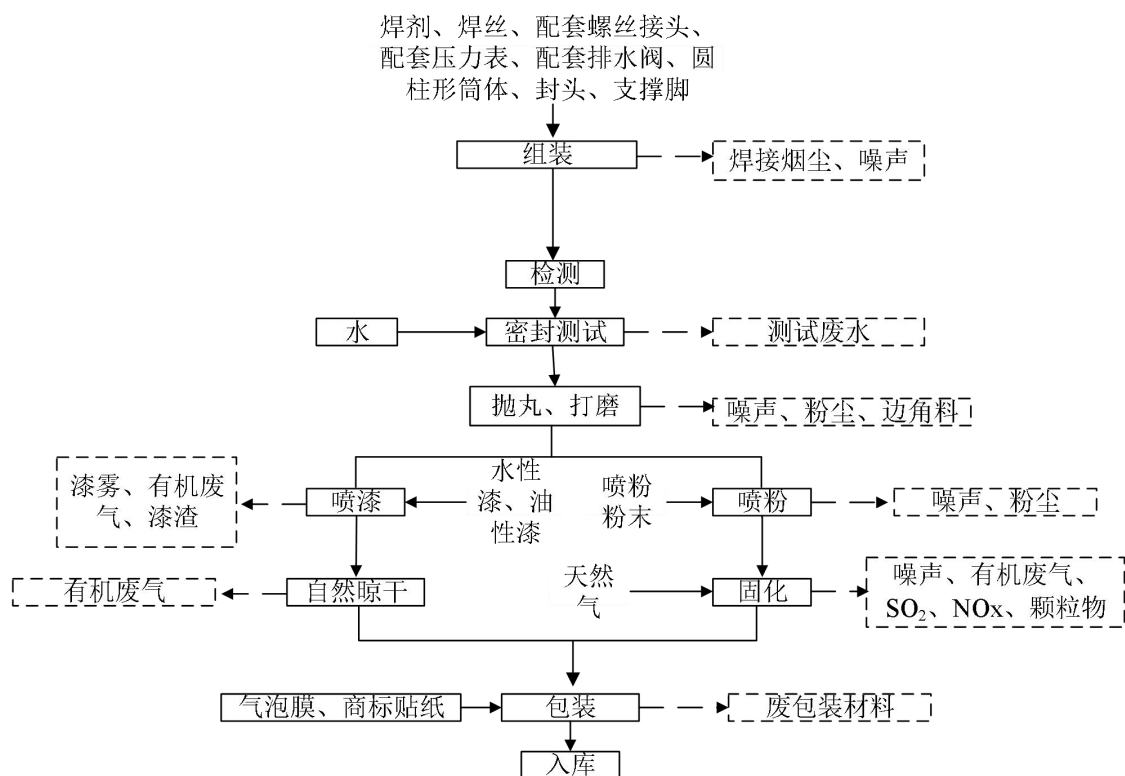 焊剂、焊丝、配套螺丝接头、
配套压力表、配套排水阀、圆
柱形筒体、封头、支撑脚
组装
焊接烟尘、噪声
检测
水
密封测试
测试废水
抛丸、打磨
噪声、粉尘、边角料
漆雾、有机废
气、漆渣
喷漆
水性
漆、油
性漆
喷粉
粉末
喷粉
噪声、粉尘
有机废气
自然晾干
天然
气
固化
噪声、有机废气、
SO₂、NOx、颗粒物
气泡膜、商标贴纸
包装
废包装材料
入库